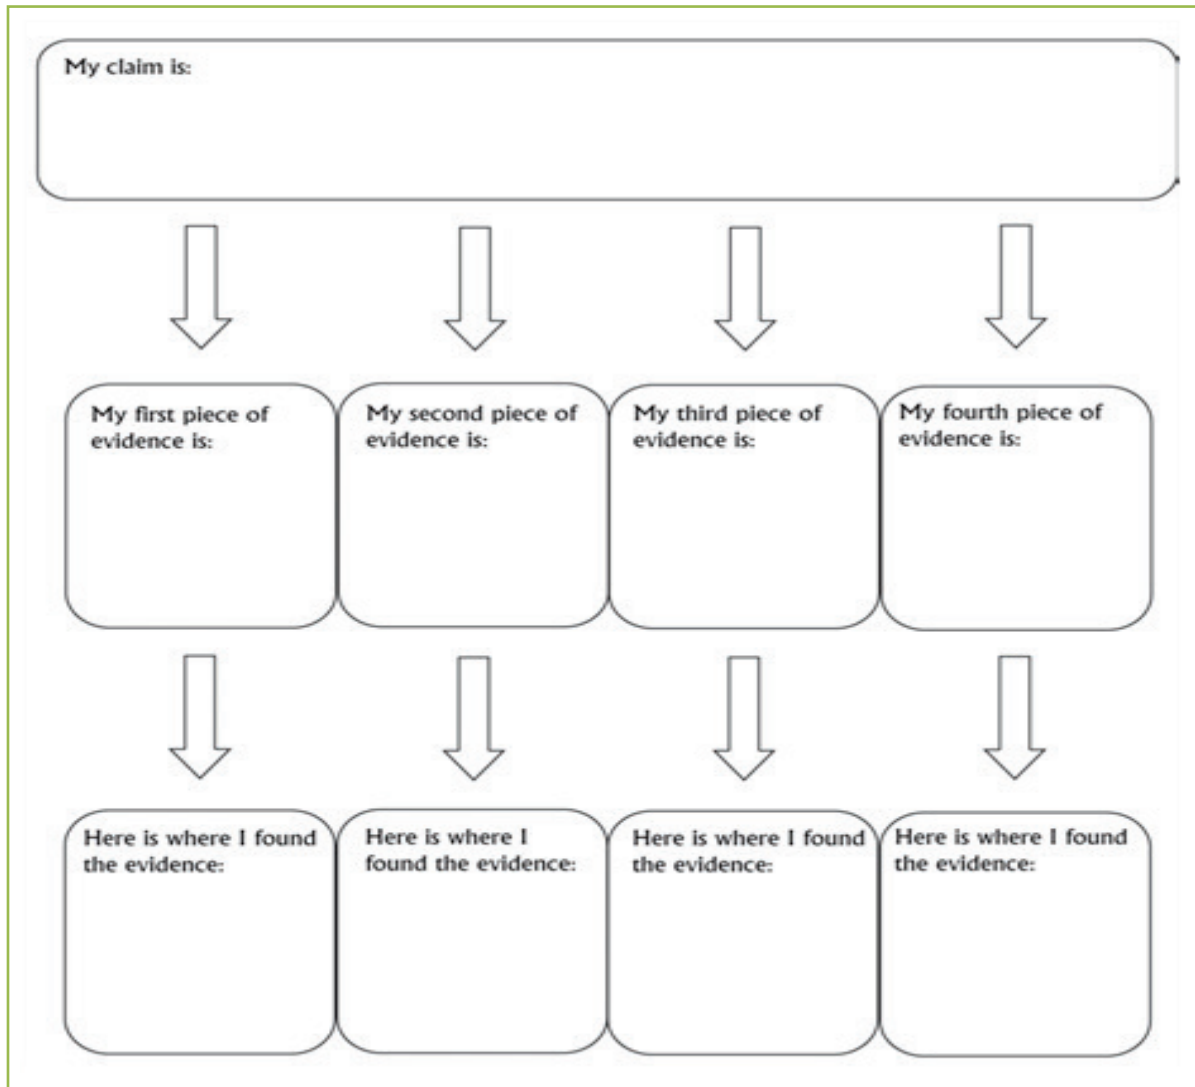 My claim is:
My first piece of
evidence is:
My second piece of
evidence is:
My third piece of
evidence is:
My fourth piece of
evidence is:
Here is where I found
the evidence:
Here is where I
found the evidence:
Here is where I found
the evidence:
Here is where I found
the evidence: